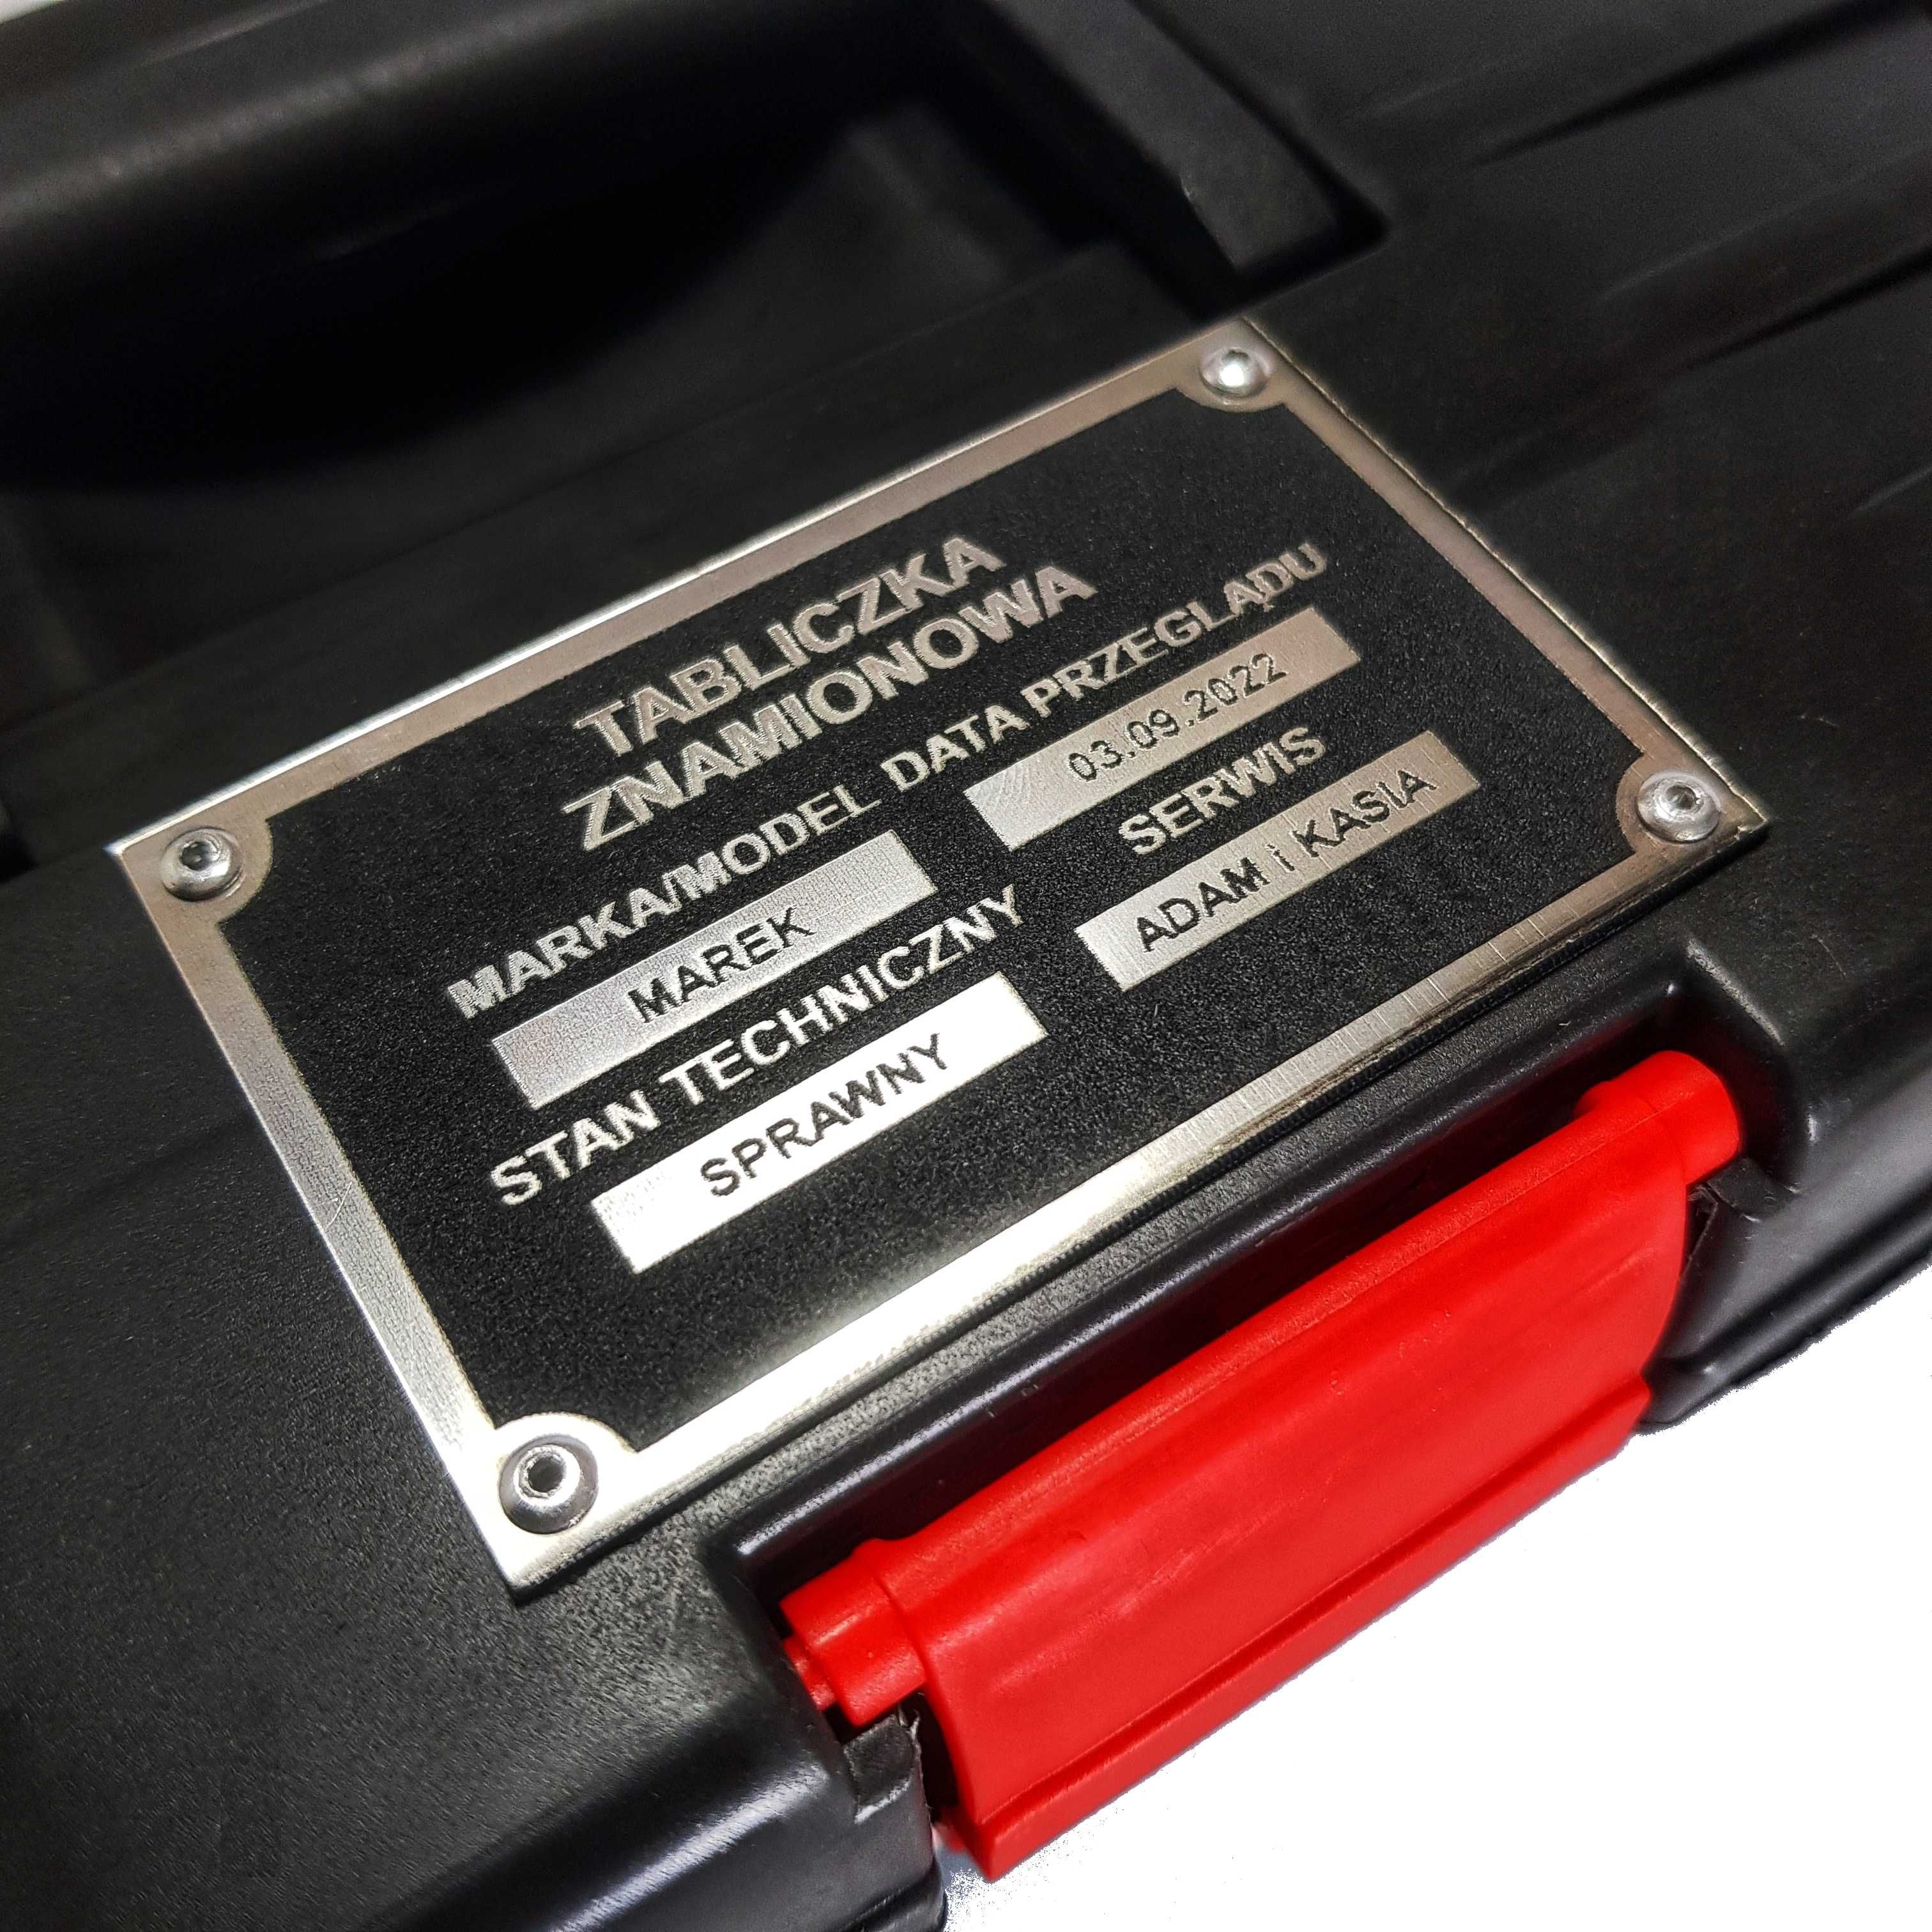 TABLICZKA
ZNAMIONOWA
MARKA/MODEL DATA PRZEGLĄDU
MAREK 03.09.2022
STAN TECHNICZNY SERWIS
SPRAWNY ADAM i KASIA